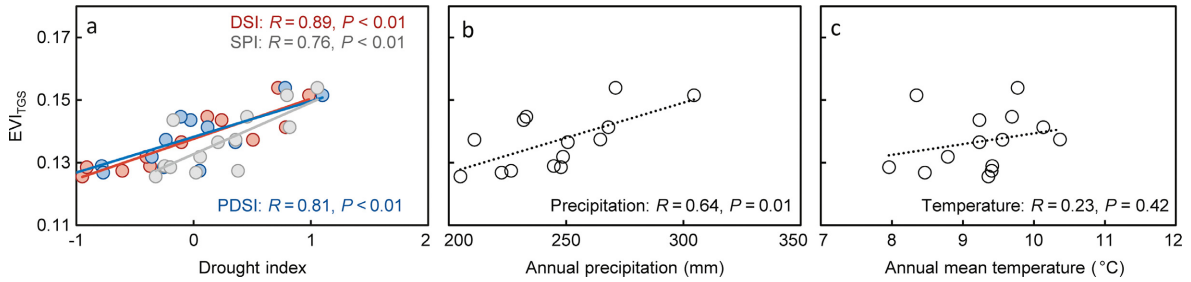 a
DSI: R = 0.89, P < 0.01
SPI: R = 0.76, P < 0.01
PDSI: R = 0.81, P < 0.01
EVITGS
0.17
0.15
0.13
0.11
-1 0 1 2
Drought index
b
Precipitation: R = 0.64, P = 0.01
200 250 300 350
Annual precipitation (mm)
c
Temperature: R = 0.23, P = 0.42
7 8 9 10 11 12
Annual mean temperature (°C)